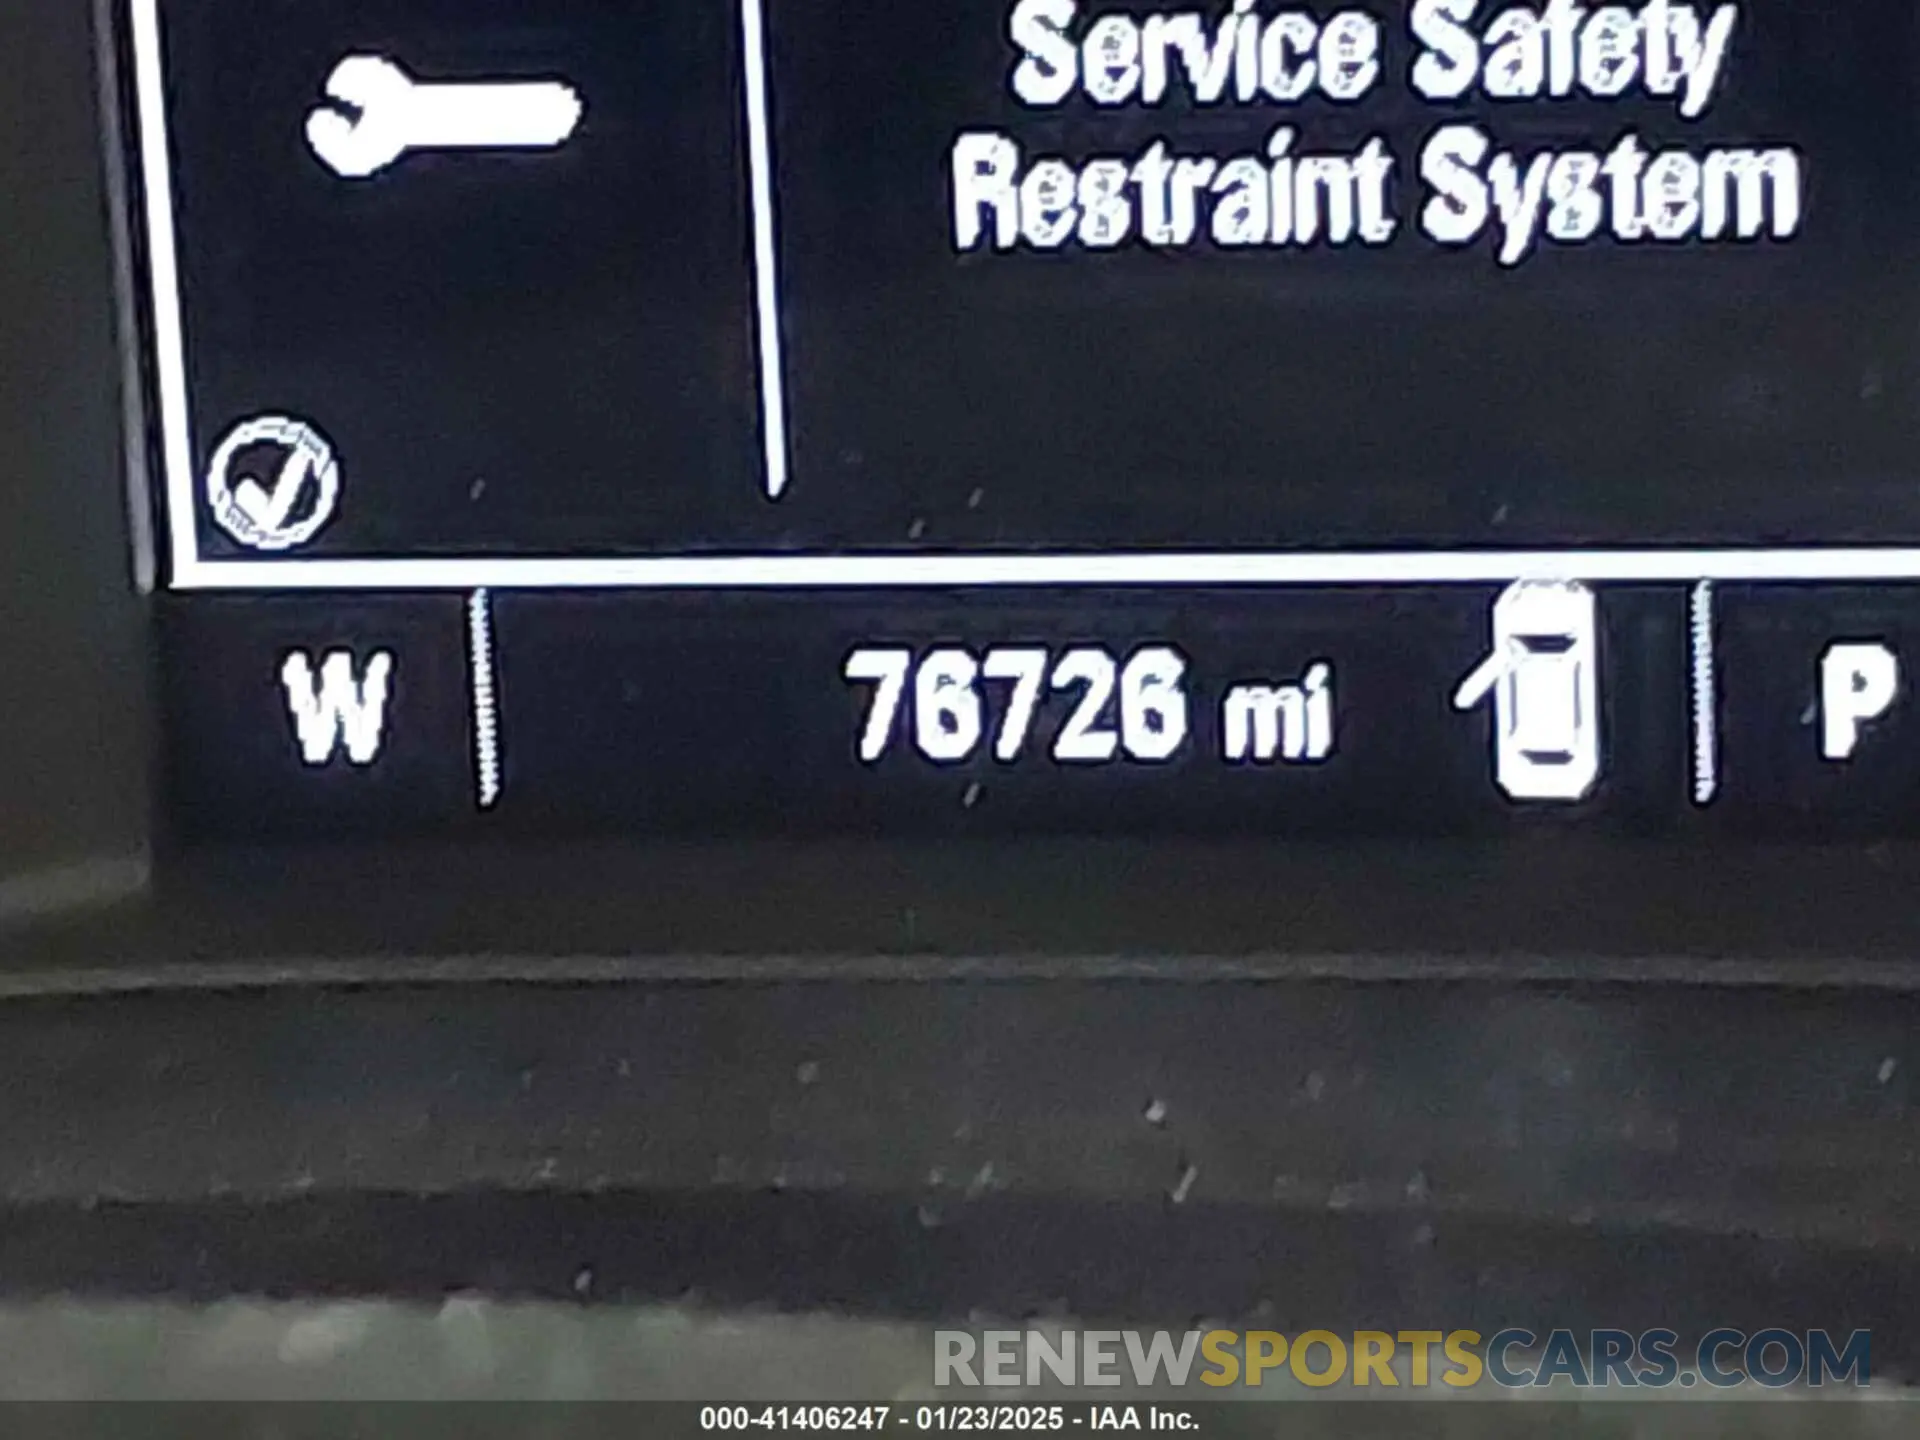 Service Safety
Restraint System
W 76726 mi P
RENEWSPORTSCARS.COM
000-41406247 - 01/23/2025 - IAA Inc.